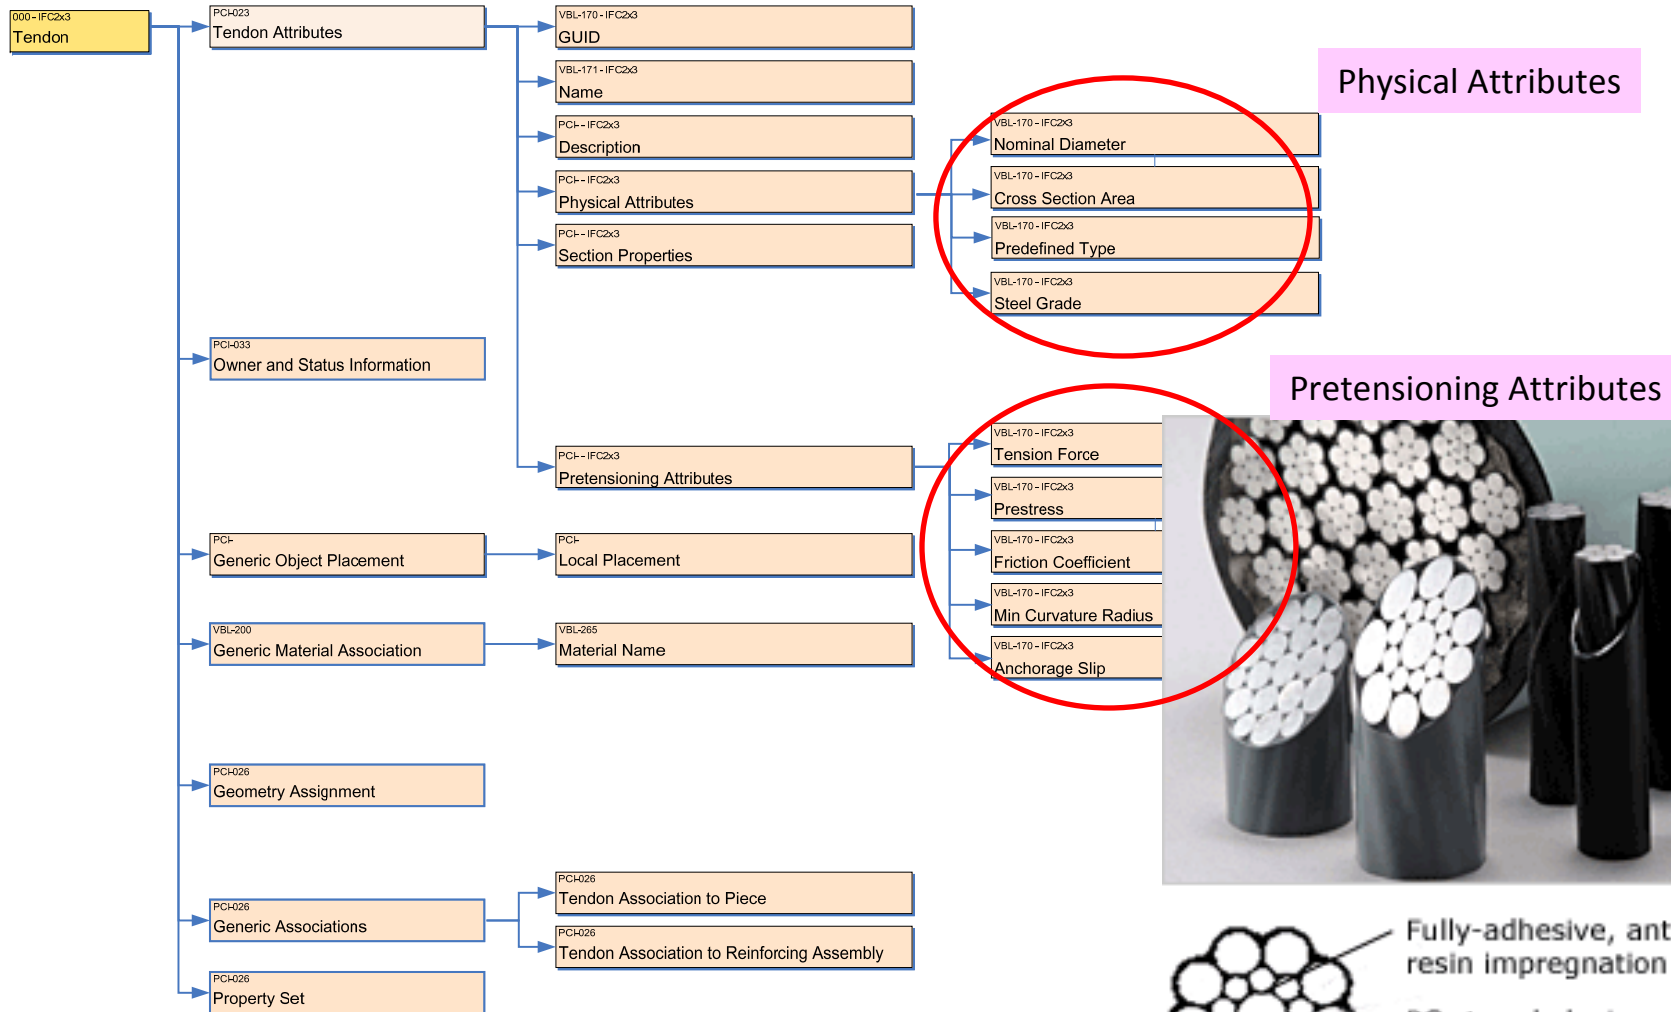 000 - IFC2x3
Tendon
PCI-023
Tendon Attributes
VBL-170 - IFC2x3
GUID
VBL-171 - IFC2x3
Name
PCI- - IFC2x3
Description
PCI- - IFC2x3
Physical Attributes
PCI- - IFC2x3
Section Properties
Physical Attributes
VBL-170 - IFC2x3
Nominal Diameter
VBL-170 - IFC2x3
Cross Section Area
VBL-170 - IFC2x3
Predefined Type
VBL-170 - IFC2x3
Steel Grade
PCI-033
Owner and Status Information
Pretensioning Attributes
PCI- - IFC2x3
Pretensioning Attributes
VBL-170 - IFC2x3
Tension Force
VBL-170 - IFC2x3
Prestress
VBL-170 - IFC2x3
Friction Coefficient
VBL-170 - IFC2x3
Min Curvature Radius
VBL-170 - IFC2x3
Anchorage Slip
PCI-
Generic Object Placement
PCI-
Local Placement
VBL-200
Generic Material Association
VBL-265
Material Name
PCI-026
Geometry Assignment
PCI-026
Generic Associations
PCI-026
Tendon Association to Piece
PCI-026
Tendon Association to Reinforcing Assembly
PCI-026
Property Set
Fully-adhesive, ant
resin impregnation